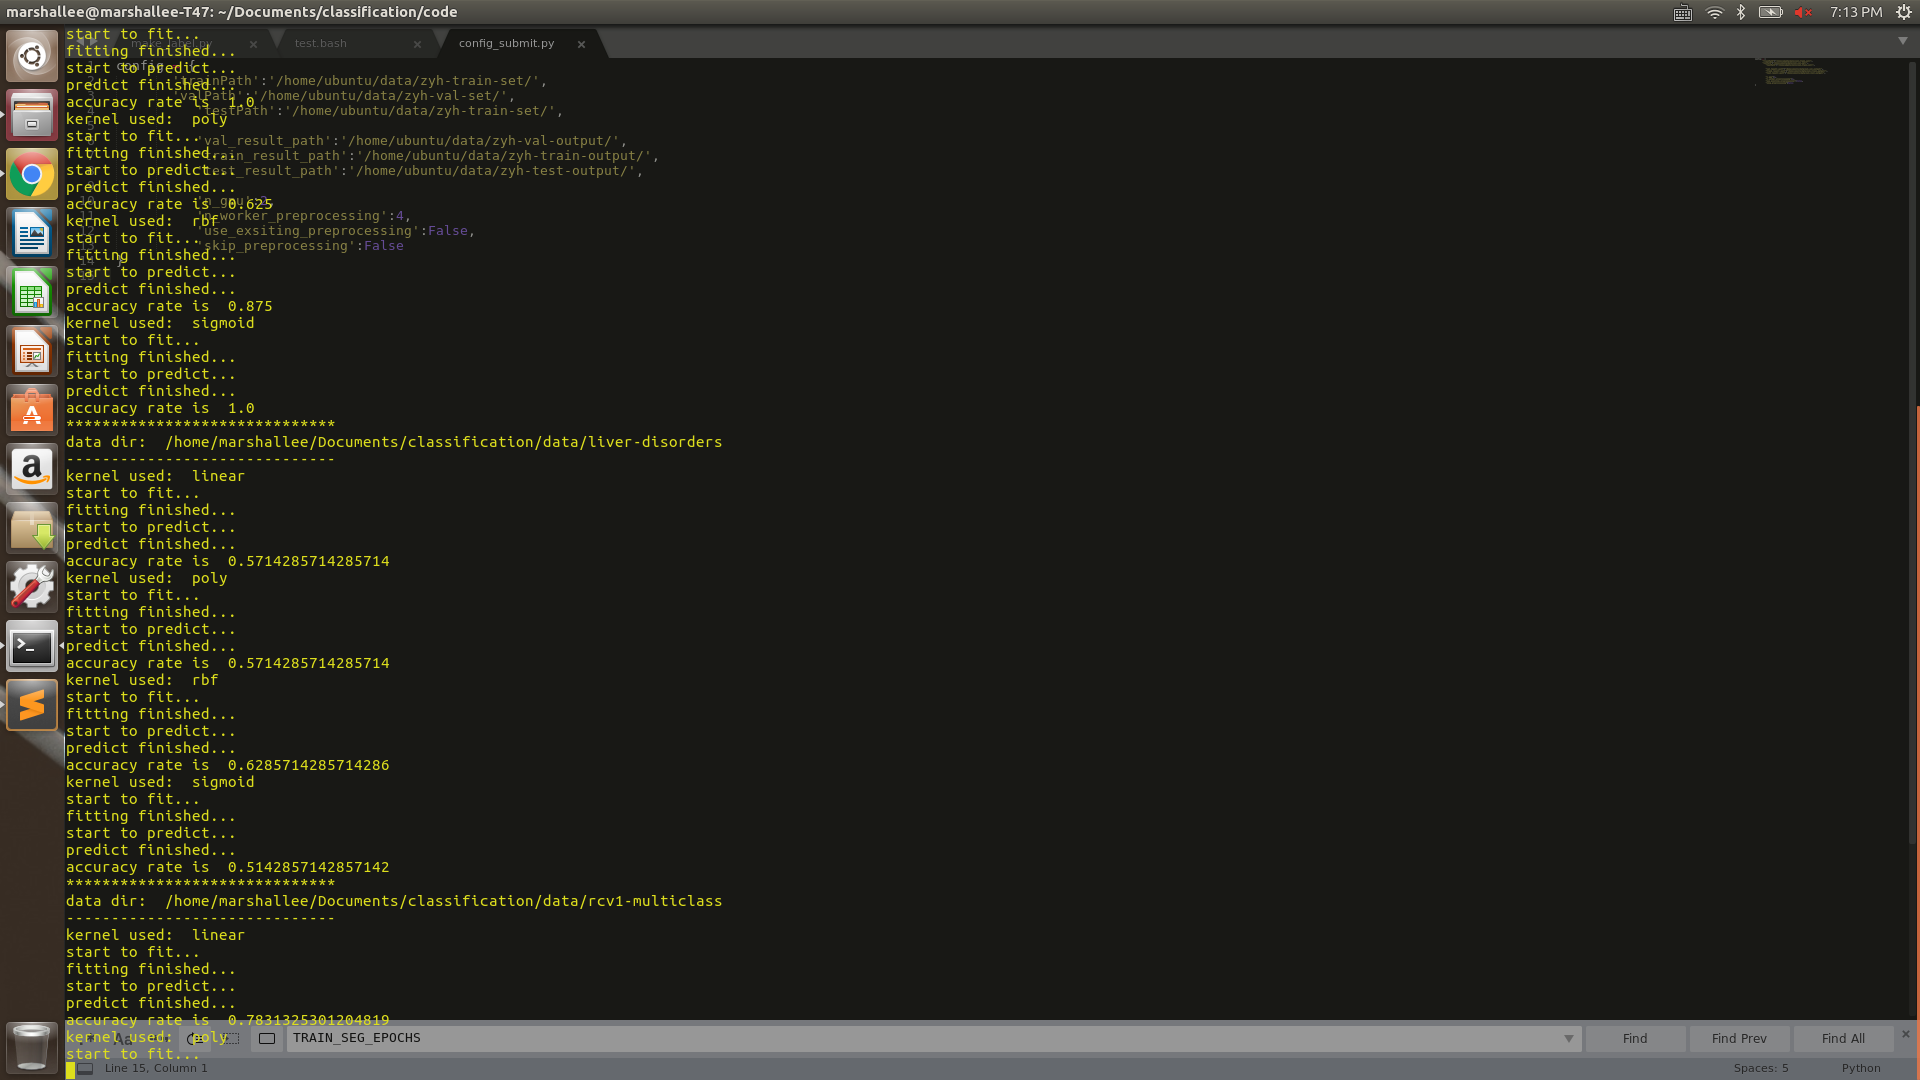 marshallee@marshallee-T47: ~/Documents/classification/code
7:13 PM
make_label.py
test.bash
config_submit.py
start to fit...
fitting finished...
start to predict...
predict finished...
accuracy rate is  1.0
kernel used:  poly
start to fit...
fitting finished...
start to predict...
predict finished...
accuracy rate is  0.625
kernel used:  rbf
start to fit...
fitting finished...
start to predict...
predict finished...
accuracy rate is  0.875
kernel used:  sigmoid
start to fit...
fitting finished...
start to predict...
predict finished...
accuracy rate is  1.0
******************************
data dir:  /home/marshallee/Documents/classification/data/liver-disorders
------------------------------
kernel used:  linear
start to fit...
fitting finished...
start to predict...
predict finished...
accuracy rate is  0.5714285714285714
kernel used:  poly
start to fit...
fitting finished...
start to predict...
predict finished...
accuracy rate is  0.5714285714285714
kernel used:  rbf
start to fit...
fitting finished...
start to predict...
predict finished...
accuracy rate is  0.6285714285714286
kernel used:  sigmoid
start to fit...
fitting finished...
start to predict...
predict finished...
accuracy rate is  0.5142857142857142
******************************
data dir:  /home/marshallee/Documents/classification/data/rcv1-multiclass
------------------------------
kernel used:  linear
start to fit...
fitting finished...
start to predict...
predict finished...
accuracy rate is  0.7831325301204819
kernel used:  poly
start to fit...
config
'trainPath':'/home/ubuntu/data/zyh-train-set/',
'valPath':'/home/ubuntu/data/zyh-val-set/',
'testPath':'/home/ubuntu/data/zyh-train-set/',
'val_result_path':'/home/ubuntu/data/zyh-val-output/',
'train_result_path':'/home/ubuntu/data/zyh-train-output/',
'test_result_path':'/home/ubuntu/data/zyh-test-output/',
'n_gpu':
'n_worker_preprocessing':4,
'use_exsiting_preprocessing':False,
'skip_preprocessing':False
}
TRAIN_SEG_EPOCHS
Find
Find Prev
Find All
Line 15, Column 1
Spaces: 5
Python